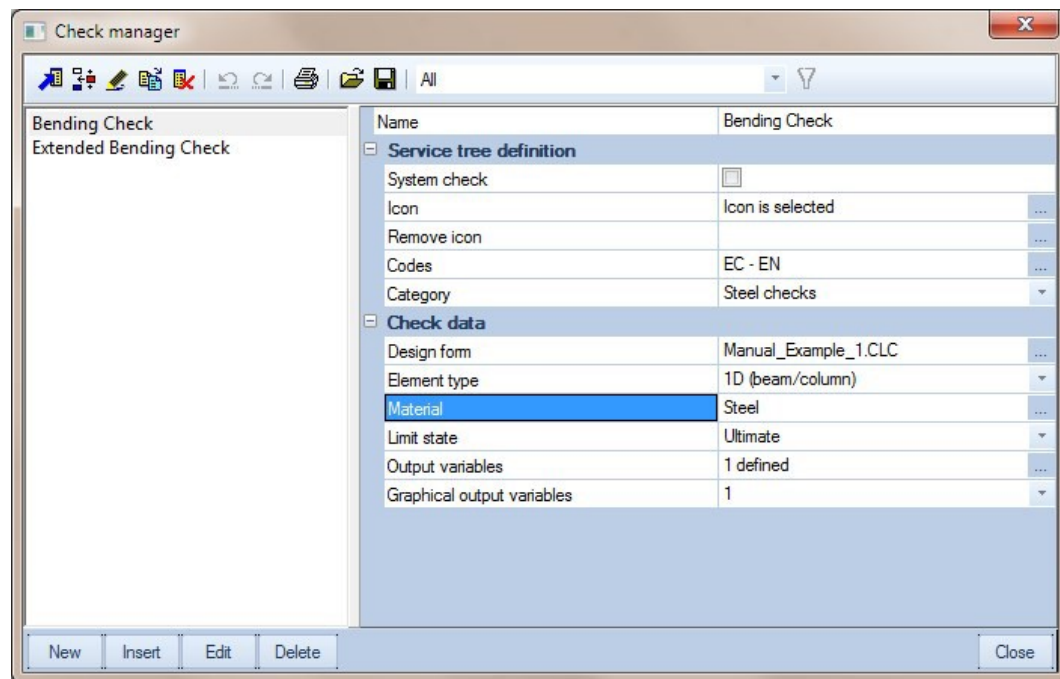 Check manager
All
Bending Check
Extended Bending Check
Name Bending Check
Service tree definition
System check
Icon Icon is selected ...
Remove icon ...
Codes EC - EN ...
Category Steel checks
Check data
Design form Manual_Example_1.CLC ...
Element type 1D (beam/column)
Material Steel ...
Limit state Ultimate
Output variables 1 defined ...
Graphical output variables 1
New Insert Edit Delete Close